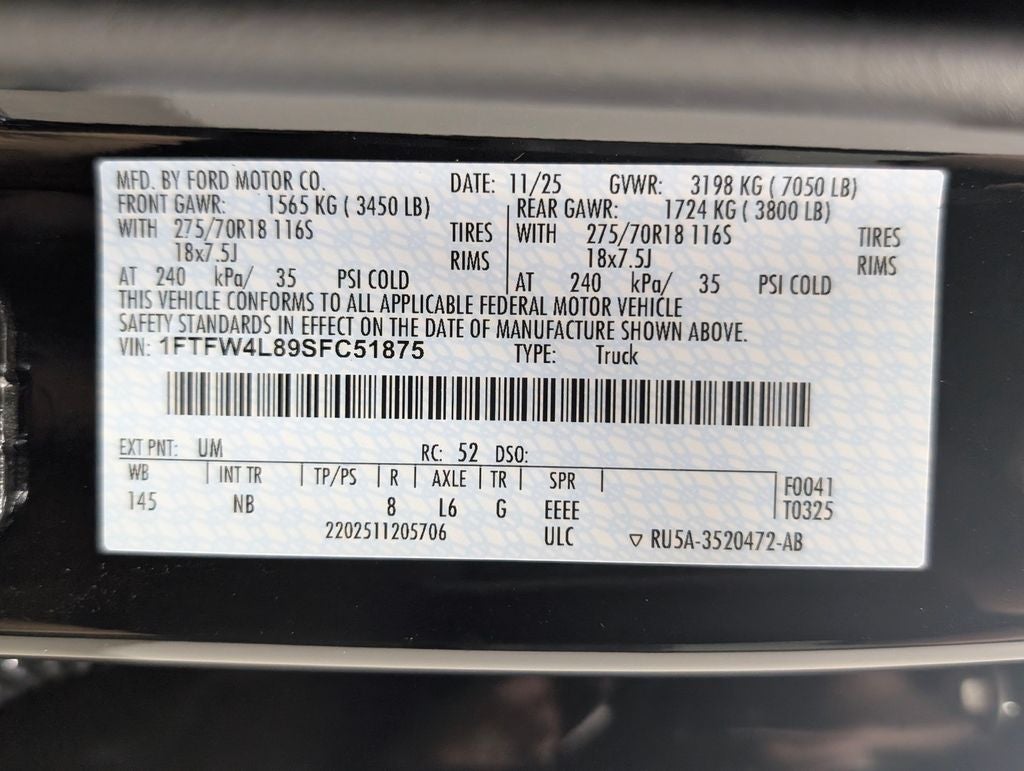 MFD. BY FORD MOTOR CO. DATE: 11/25 GVWR: 3198 KG ( 7050 LB)
FRONT GAWR: 1565 KG ( 3450 LB) REAR GAWR: 1724 KG ( 3800 LB)
WITH 275/70R18 116S TIRES WITH 275/70R18 116S TIRES
18x7.5J RIMS 18x7.5J RIMS
AT 240 kPa/ 35 PSI COLD AT 240 kPa/ 35 PSI COLD
THIS VEHICLE CONFORMS TO ALL APPLICABLE FEDERAL MOTOR VEHICLE
SAFETY STANDARDS IN EFFECT ON THE DATE OF MANUFACTURE SHOWN ABOVE.
VIN: 1FTFW4L89SFC51875 TYPE: Truck
EXT PNT: UM RC: 52 DSO:
WB | INT TR | TP/PS | R | AXLE | TR | SPR | F0041
145 NB 8 L6 G EEEE T0325
2202511205706 ULC ▽ RU5A-3520472-AB